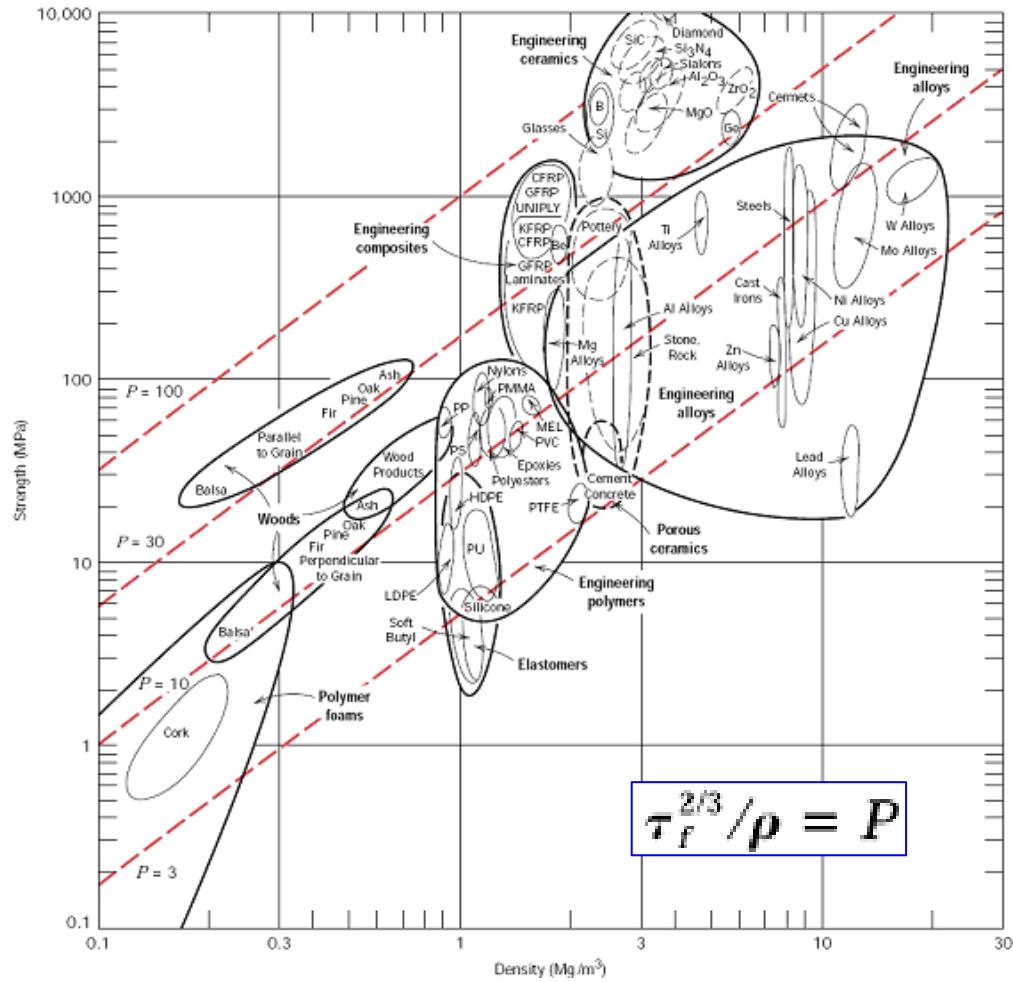 10,000
1000
100
10
1
0.1
Strength (MPa)
0.1
0.3
1
3
10
30
Density (Mg/m³)
Engineering
ceramics
SiC
Diamond
Si₃N₄
Sialons
Al₂O₃
ZrO₂
MgO
B
Si
Ge
Glasses
Cermets
Engineering
alloys
CFRP
GFRP
UNIPLY
KFRP
CFRP
Be
GFRP
Laminates
KFRP
Engineering
composites
Pottery
Ti
Alloys
Steels
W Alloys
Mo Alloys
Cast
Irons
Ni Alloys
Cu Alloys
Al Alloys
Mg
Alloys
Stone,
Rock
Zn
Alloys
Engineering
alloys
Lead
Alloys
P = 100
Ash
Oak
Pine
Fir
Parallel
to Grain
Balsa
Woods
Wood
Products
Nylons
PMMA
PP
PS
MEL
PVC
Epoxies
Polyesters
HDPE
PTFE
Cement
Concrete
Porous
ceramics
P = 30
Ash
Oak
Pine
Fir
Perpendicular
to Grain
Balsa
PU
LDPE
Silicone
Soft
Butyl
Engineering
polymers
Elastomers
P = 10
Polymer
foams
Cork
P = 3
τ_f^{2/3}/ρ = P